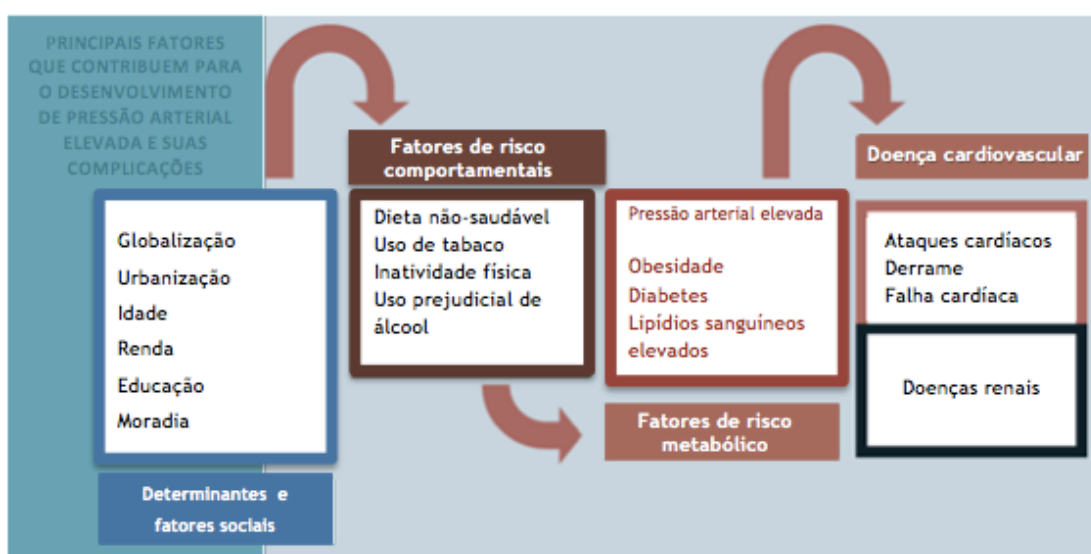 PRINCIPAIS FATORES
QUE CONTRIBUEM PARA
O DESENVOLVIMENTO
DE PRESSÃO ARTERIAL
ELEVADA E SUAS
COMPLICAÇÕES
Globalização
Urbanização
Idade
Renda
Educação
Moradia
Determinantes e
fatores sociais
Fatores de risco
comportamentais
Dieta não-saudável
Uso de tabaco
Inatividade física
Uso prejudicial de
álcool
Pressão arterial elevada
Obesidade
Diabetes
Lipídios sanguíneos
elevados
Fatores de risco
metabólico
Doença cardiovascular
Ataques cardíacos
Derrame
Falha cardíaca
Doenças renais